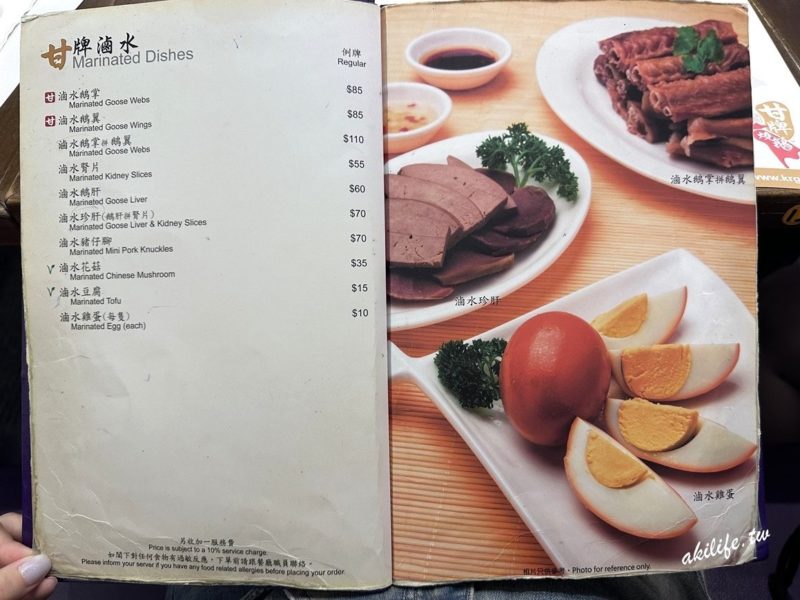 甘牌滷水
Marinated Dishes
例牌
Regular
甘 滷水鵝掌 $85
Marinated Goose Webs
甘 滷水鵝翼 $85
Marinated Goose Wings
滷水鵝掌拼鵝翼 $110
Marinated Goose Webs
滷水腎片 $55
Marinated Kidney Slices
滷水鵝肝 $60
Marinated Goose Liver
滷水珍肝(鵝肝拼腎片) $70
Marinated Goose Liver & Kidney Slices
滷水豬仔腳 $70
Marinated Mini Pork Knuckles
滷水花菇 $35
Marinated Chinese Mushroom
滷水豆腐 $15
Marinated Tofu
滷水雞蛋(每隻) $10
Marinated Egg (each)
另收加一服務費
Price is subject to a 10% service charge
如閣下對任何食物有過敏反應，下單前請跟餐廳職員聯絡。
Please inform your server if you have any food related allergies before placing your order.
滷水鵝掌拼鵝翼
滷水珍肝
滷水雞蛋
相片只供參考・Photo for reference only.
akilife.tw
甘牌
www.krg